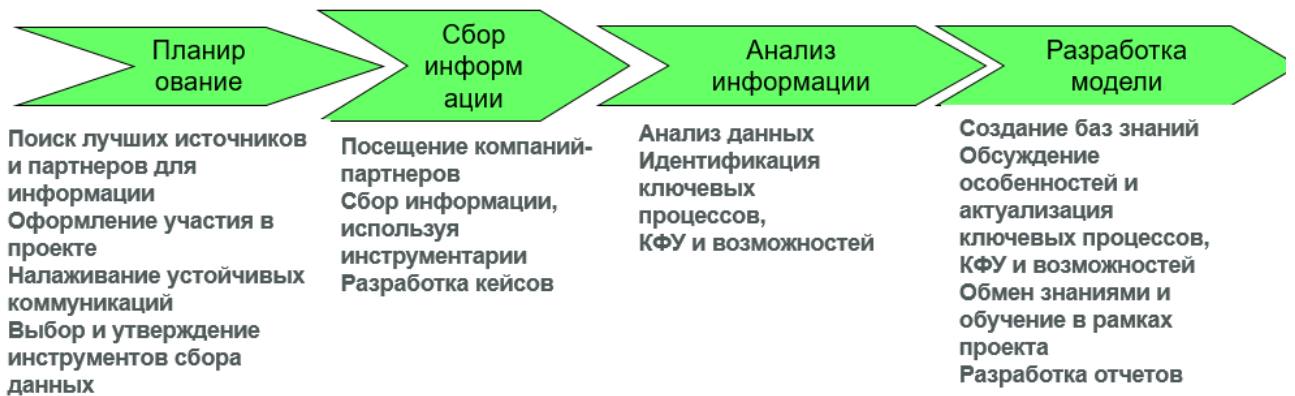 Планир
ование
Сбор
информ
ации
Анализ
информации
Разработка
модели
Поиск лучших источников
и партнеров для
информации
Оформление участия в
проекте
Налаживание устойчивых
коммуникаций
Выбор и утверждение
инструментов сбора
данных
Посещение компаний-
партнеров
Сбор информации,
используя
инструментарии
Разработка кейсов
Анализ данных
Идентификация
ключевых
процессов,
КФУ и возможностей
Создание баз знаний
Обсуждение
особенностей и
актуализация
ключевых процессов,
КФУ и возможностей
Обмен знаниями и
обучение в рамках
проекта
Разработка отчетов